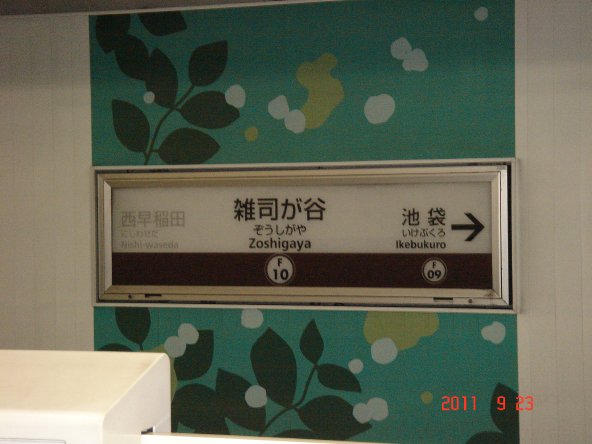 西早稲田
にしわせだ
Nishi-waseda
雑司が谷
ぞうしがや
Zoshigaya
F
10
池袋
いけぶくろ
Ikebukuro
F
09
2011 9 23